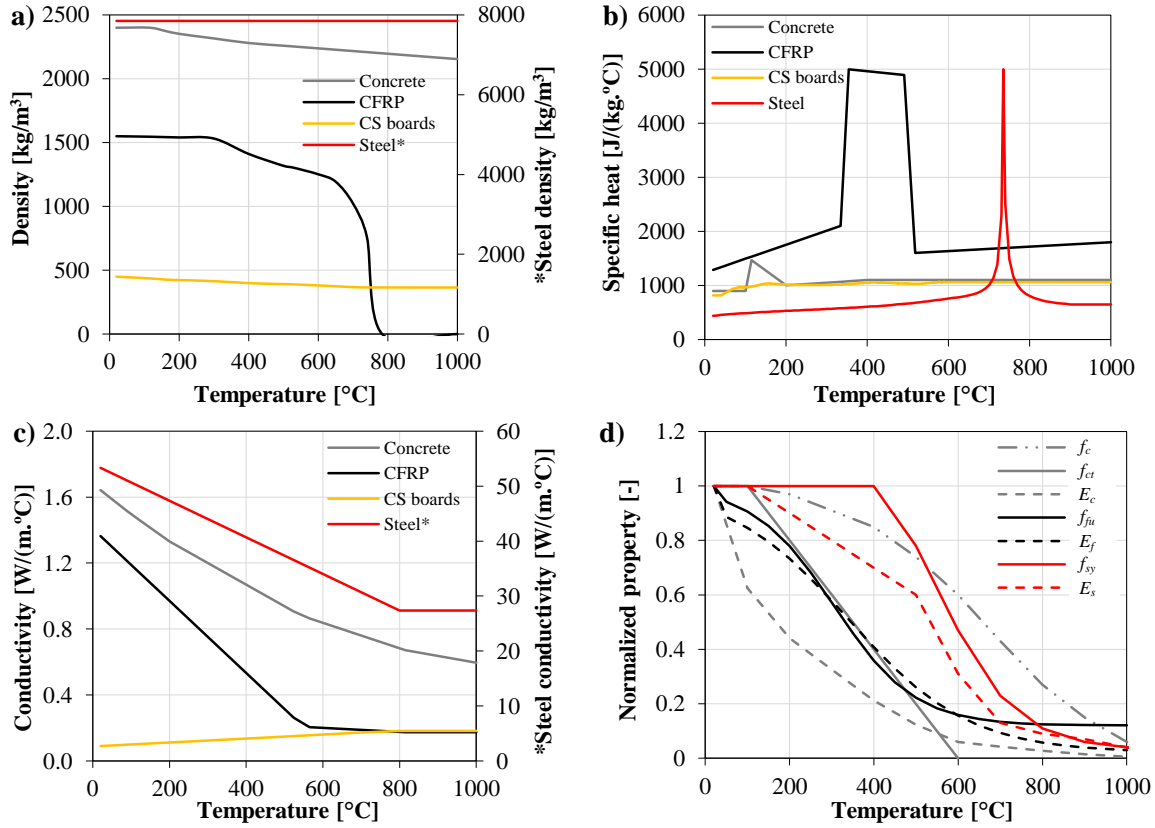 a)
2500
2000
1500
1000
500
0
Density [kg/m³]
8000
6000
4000
2000
0
*Steel density [kg/m³]
Concrete
CFRP
CS boards
Steel*
0 200 400 600 800 1000
Temperature [°C]
b)
6000
5000
4000
3000
2000
1000
0
Specific heat [J/(kg.ºC)]
Concrete
CFRP
CS boards
Steel
0 200 400 600 800 1000
Temperature [°C]
c)
2.0
1.6
1.2
0.8
0.4
0.0
Conductivity [W/(m.ºC)]
60
50
40
30
20
10
0
*Steel conductivity [W/(m.ºC)]
Concrete
CFRP
CS boards
Steel*
0 200 400 600 800 1000
Temperature [°C]
d)
1.2
1
0.8
0.6
0.4
0.2
0
Normalized property [-]
fc
fct
Ec
ffu
Ef
fsy
Es
0 200 400 600 800 1000
Temperature [°C]